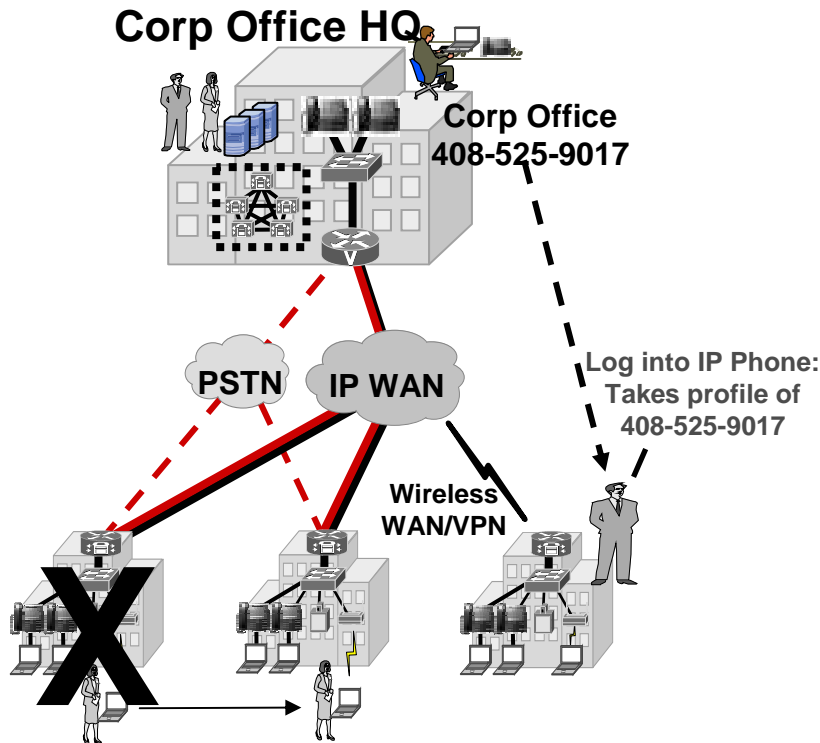 Corp Office HQ
Corp Office
408-525-9017
V
PSTN
IP WAN
Log into IP Phone:
Takes profile of
408-525-9017
Wireless
WAN/VPN